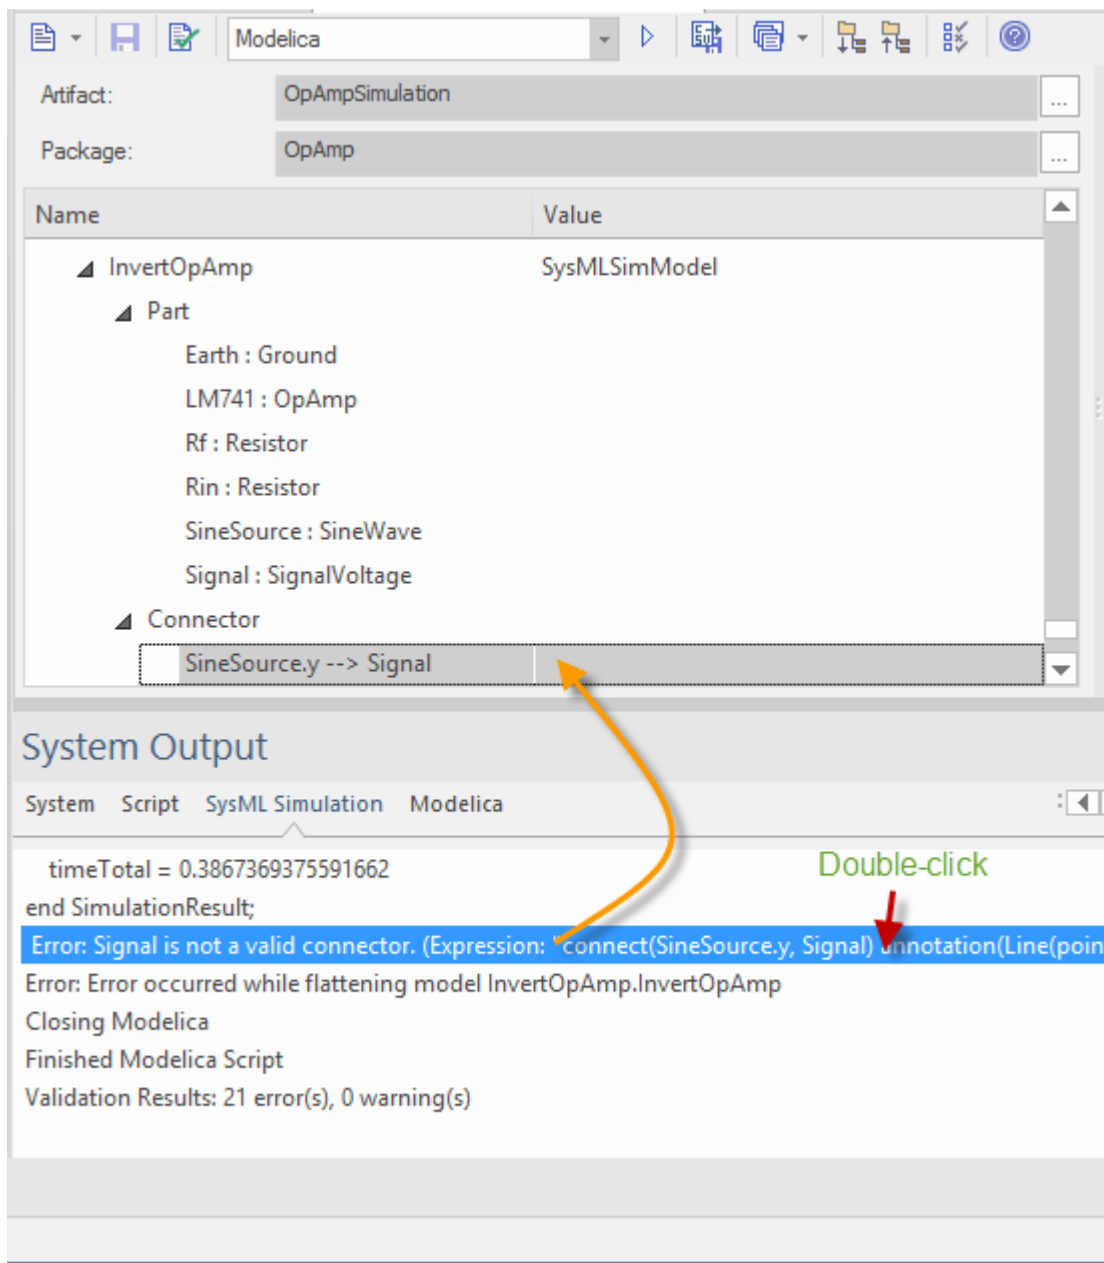 Modelica
Artifact: OpAmpSimulation ...
Package: OpAmp ...
Name Value
InvertOpAmp SysMLSimModel
Part
Earth : Ground
LM741 : OpAmp
Rf : Resistor
Rin : Resistor
SineSource : SineWave
Signal : SignalVoltage
Connector
SineSource.y --> Signal
System Output
System Script SysML Simulation Modelica
timeTotal = 0.3867369375591662
Double-click
end SimulationResult;
Error: Signal is not a valid connector. (Expression: "connect(SineSource.y, Signal) annotation(Line(poin
Error: Error occurred while flattening model InvertOpAmp.InvertOpAmp
Closing Modelica
Finished Modelica Script
Validation Results: 21 error(s), 0 warning(s)